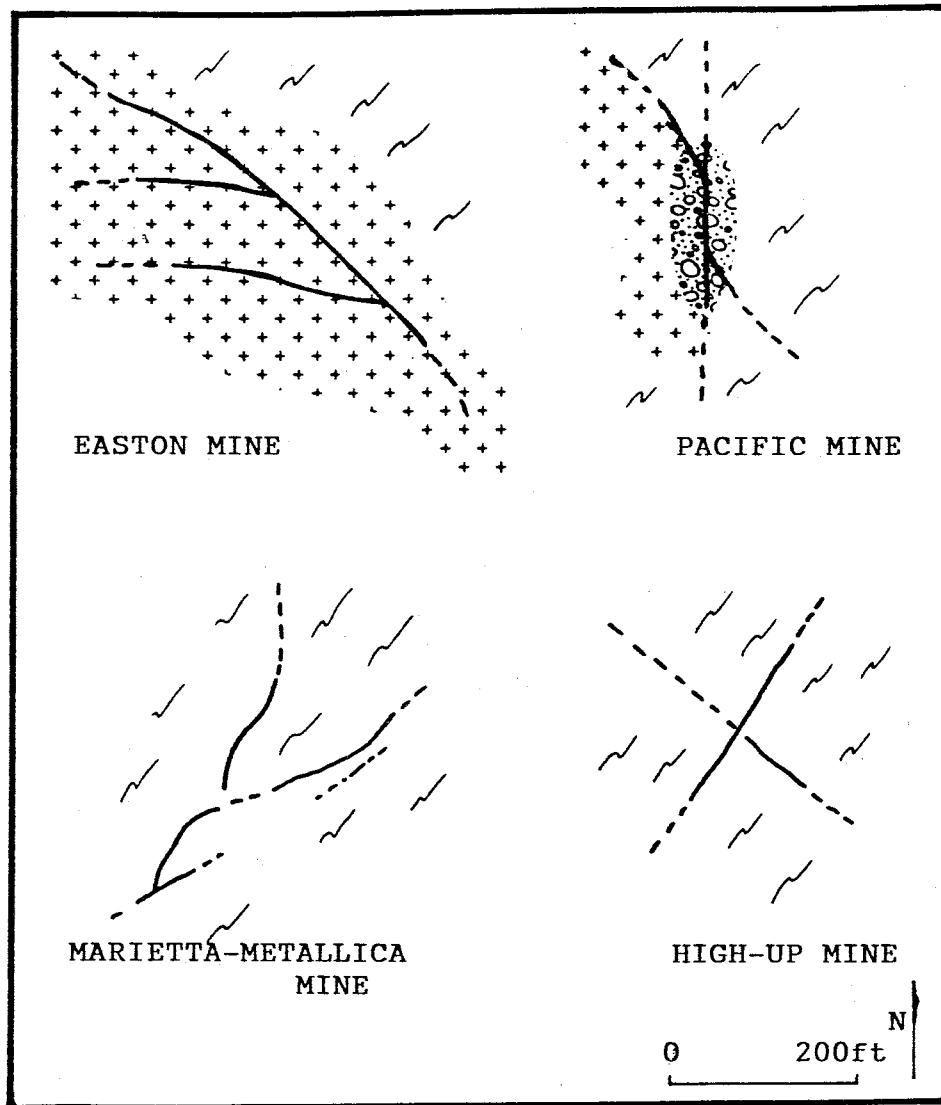 EASTON MINE
PACIFIC MINE
MARIETTA-METALLICA
MINE
HIGH-UP MINE
N
0 200ft